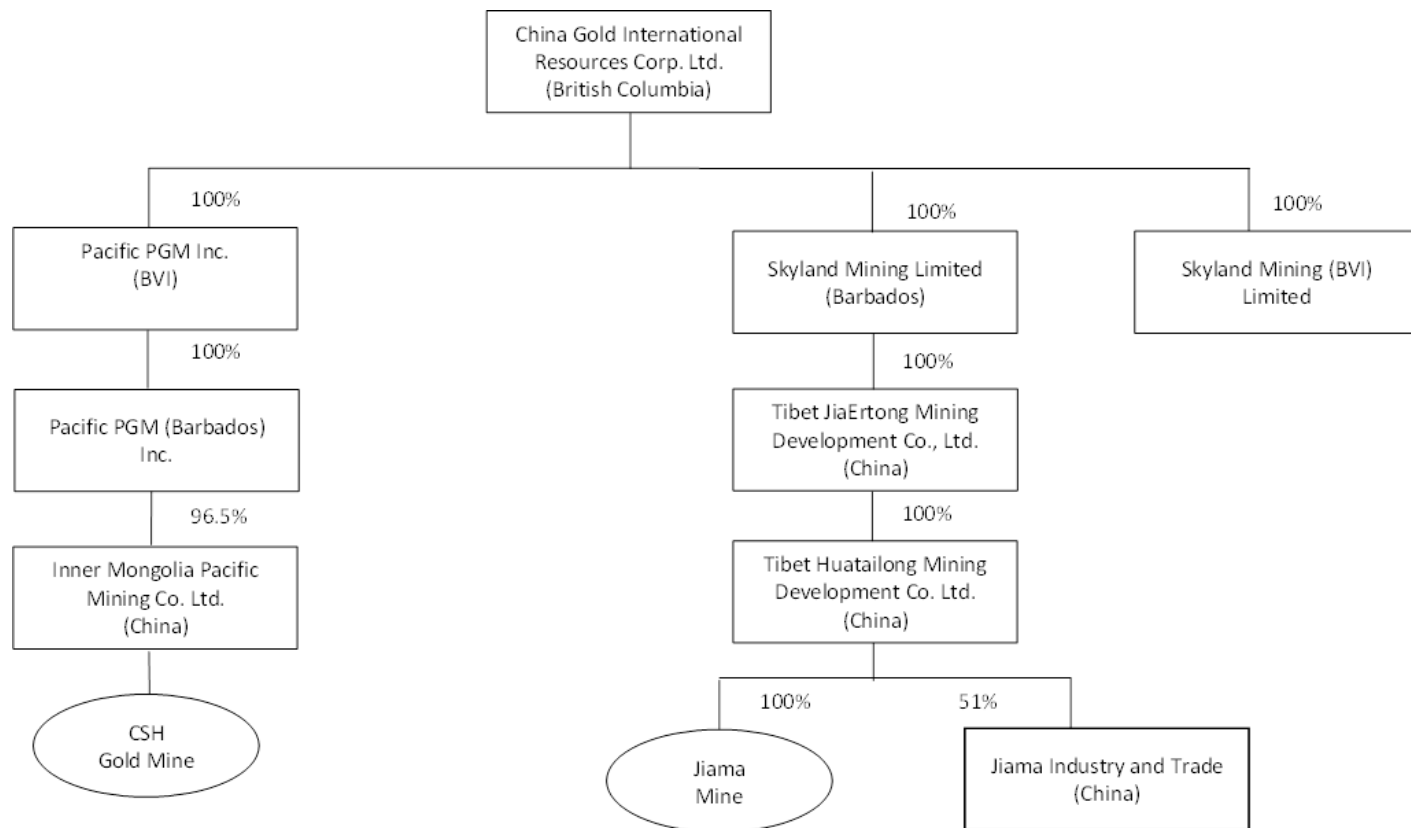 China Gold International
Resources Corp. Ltd.
(British Columbia)
100%
100%
100%
Pacific PGM Inc.
(BVI)
Skyland Mining Limited
(Barbados)
Skyland Mining (BVI)
Limited
100%
100%
Pacific PGM (Barbados)
Inc.
Tibet JiaErtong Mining
Development Co., Ltd.
(China)
96.5%
100%
Inner Mongolia Pacific
Mining Co. Ltd.
(China)
Tibet Huatailong Mining
Development Co. Ltd.
(China)
100%
51%
CSH
Gold Mine
Jiama
Mine
Jiama Industry and Trade
(China)